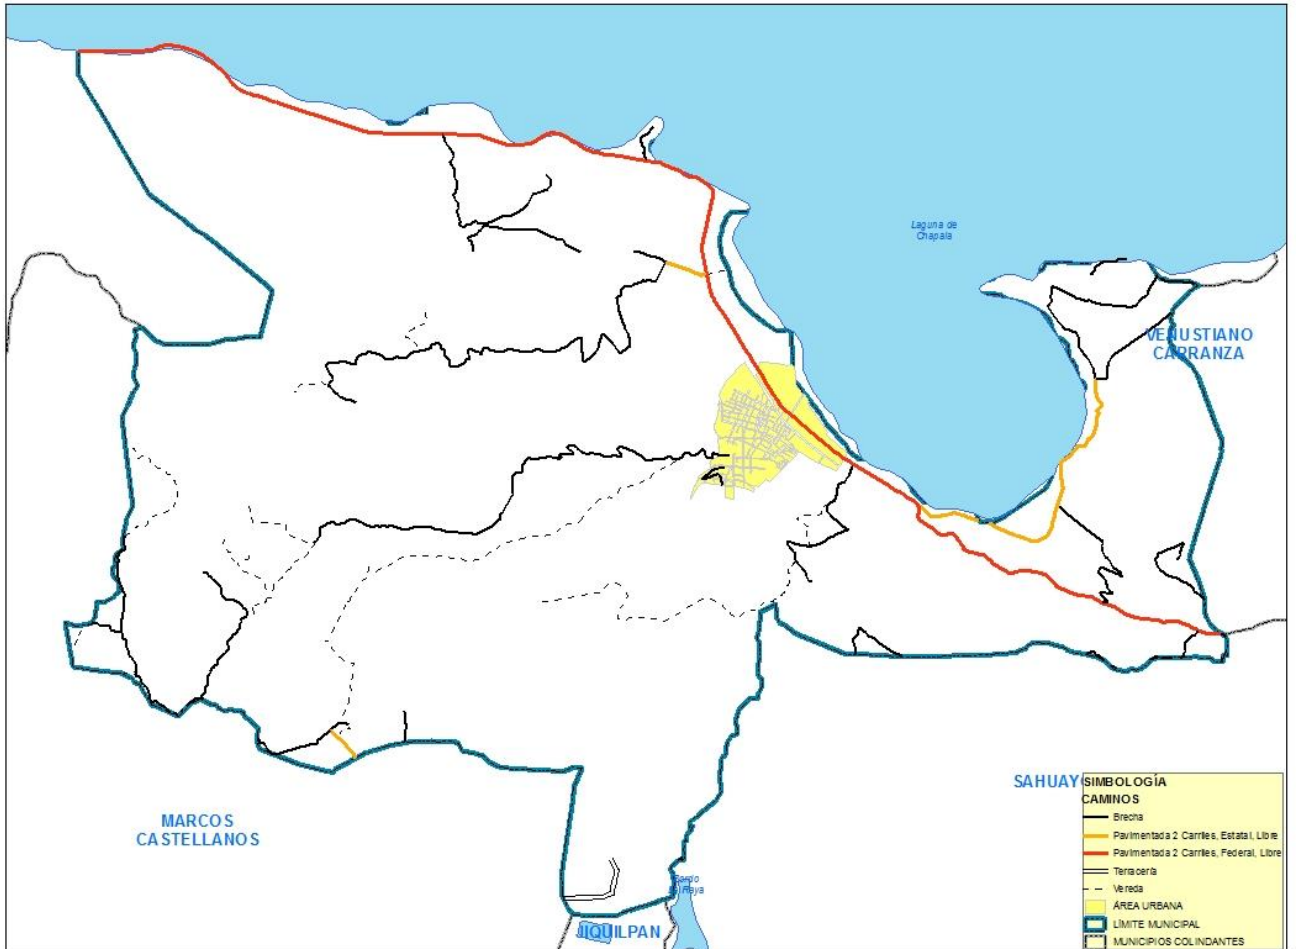 Laguna de
Chapala
VENUSTIANO
CARRANZA
MARCOS
CASTELLANOS
SAHUAY
JIQUILPAN
SIMBOLOGÍA
CAMINOS
Brecha
Pavimentada 2 Carriles, Estatal, Libre
Pavimentada 2 Carriles, Federal, Libre
Terracería
Vereda
ÁREA URBANA
LÍMITE MUNICIPAL
MUNICIPIOS COLINDANTES